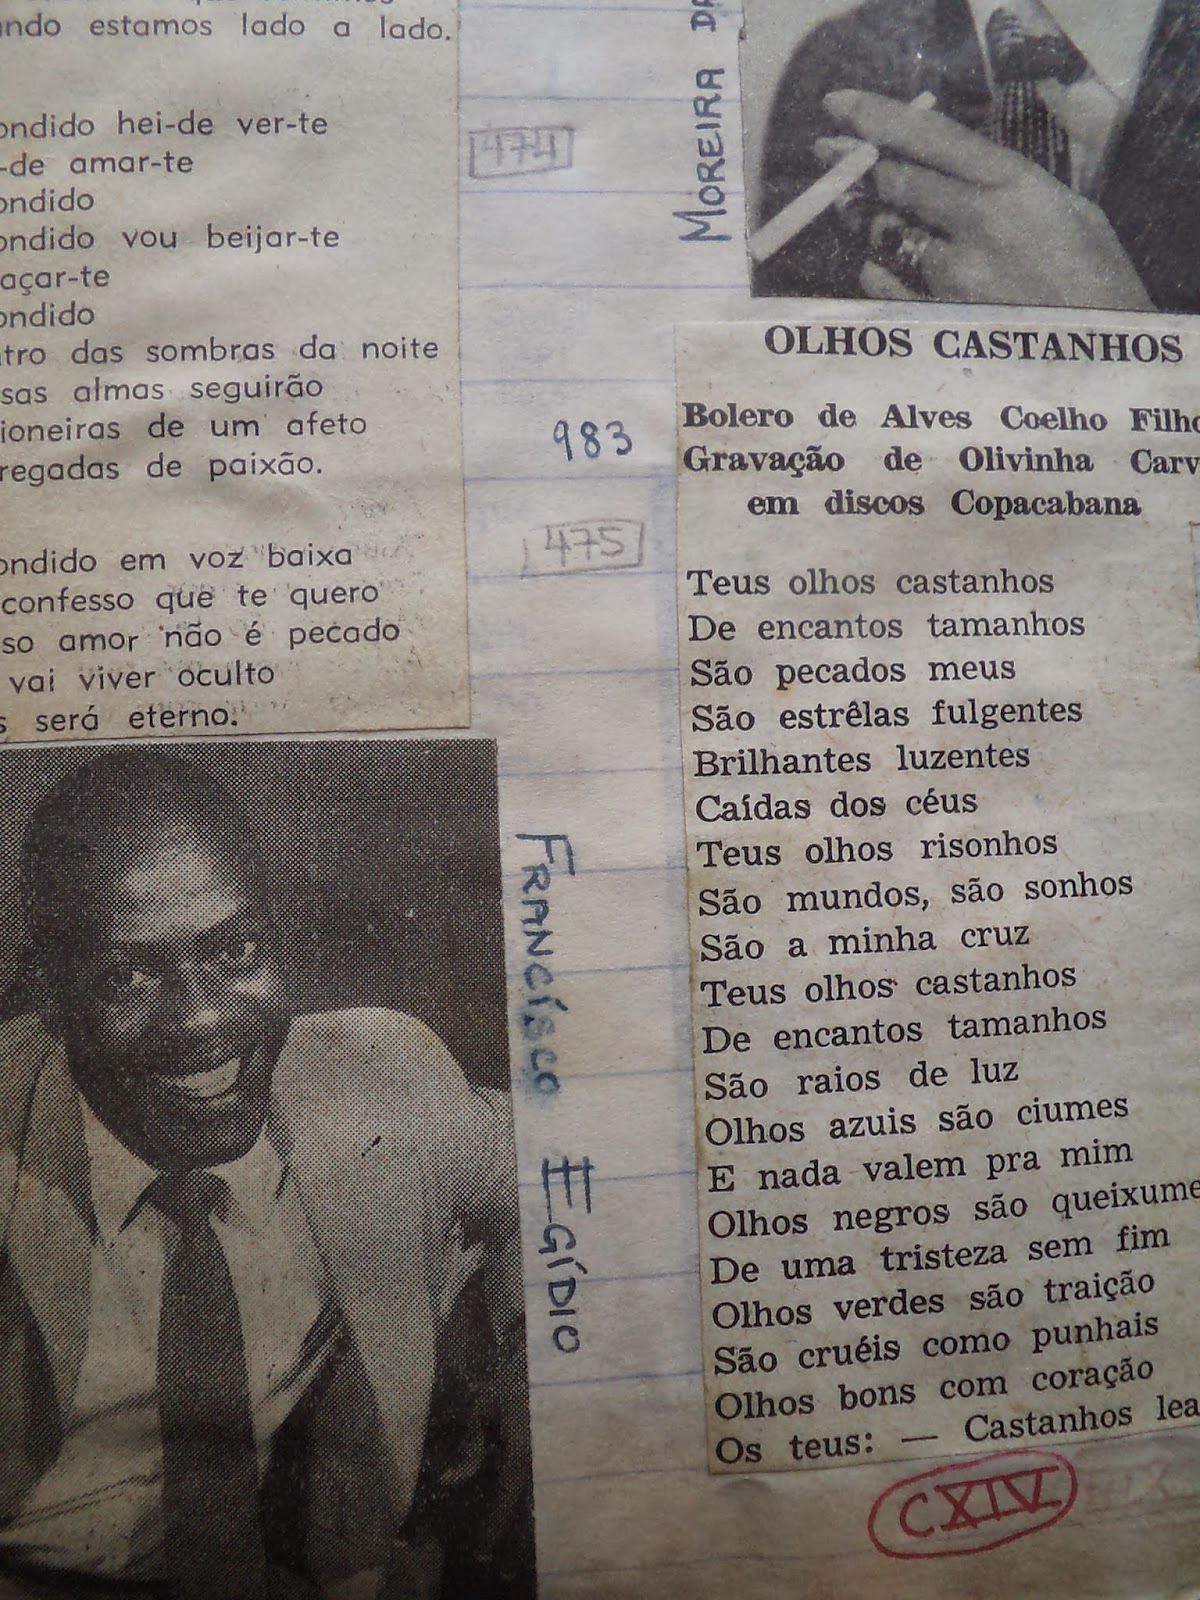 ando estamos lado a lado.
ondido hei-de ver-te
-de amar-te
ondido
ondido vou beijar-te
açar-te
ondido
tro das sombras da noite
sas almas seguirão
ioneiras de um afeto
regadas de paixão.
ondido em voz baixa
confesso que te quero
so amor não é pecado
vai viver oculto
s será eterno.
474
983
475
FRANCÍSCO EGÍDIO
MOREIRA DA
OLHOS CASTANHOS
Bolero de Alves Coelho Filho
Gravação de Olivinha Carv
em discos Copacabana
Teus olhos castanhos
De encantos tamanhos
São pecados meus
São estrêlas fulgentes
Brilhantes luzentes
Caídas dos céus
Teus olhos risonhos
São mundos, são sonhos
São a minha cruz
Teus olhos castanhos
De encantos tamanhos
São raios de luz
Olhos azuis são ciumes
E nada valem pra mim
Olhos negros são queixume
De uma tristeza sem fim
Olhos verdes são traição
São cruéis como punhais
Olhos bons com coração
Os teus: — Castanhos lea
CXIV